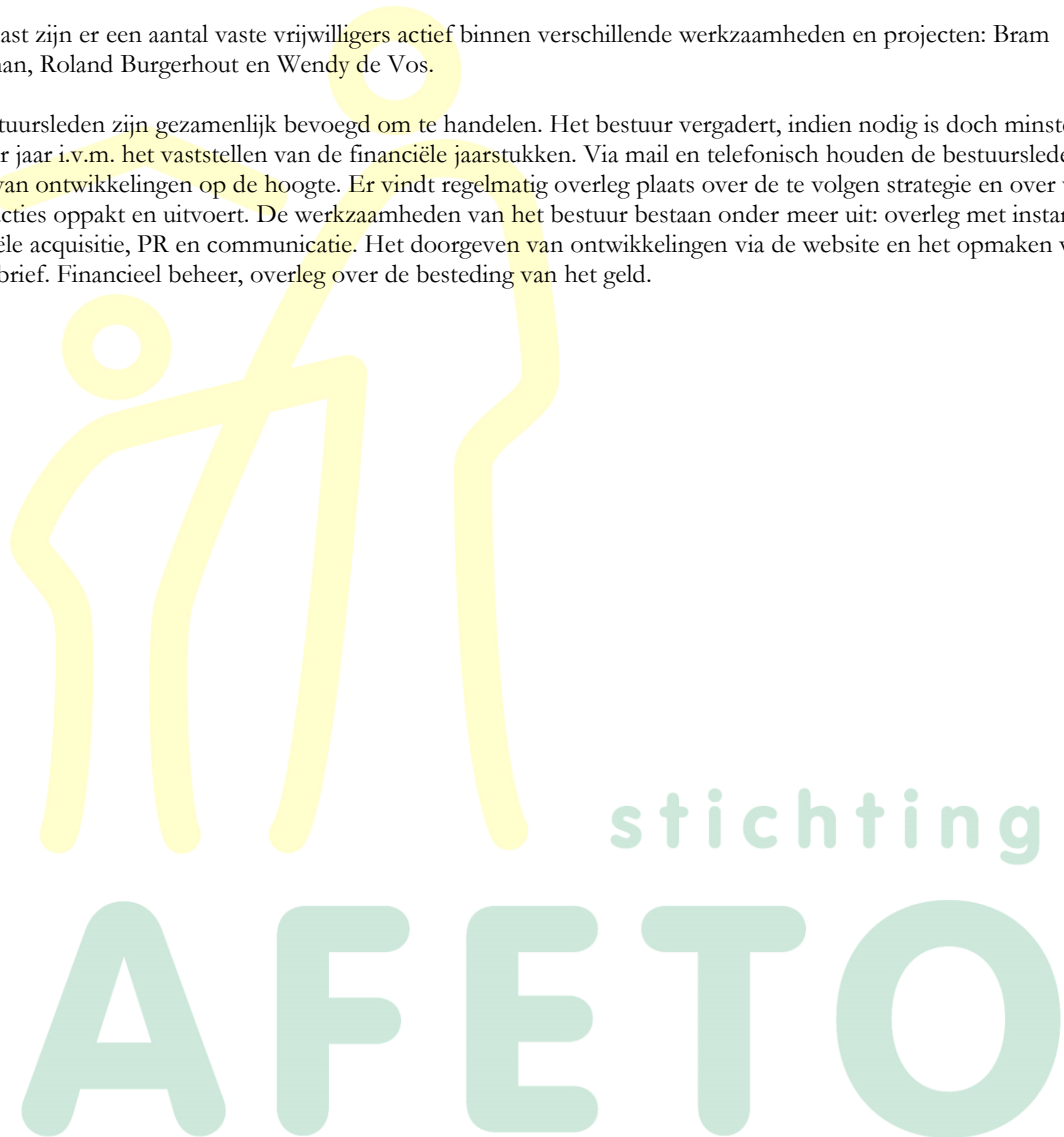 ast zijn er een aantal vaste vrijwilligers actief binnen verschillende werkzaamheden en projecten: Bram
nan, Roland Burgerhout en Wendy de Vos.
tuursleden zijn gezamenlijk bevoegd om te handelen. Het bestuur vergadert, indien nodig is doch minste
r jaar i.v.m. het vaststellen van de financiële jaarstukken. Via mail en telefonisch houden de bestuurslede
van ontwikkelingen op de hoogte. Er vindt regelmatig overleg plaats over de te volgen strategie en over
cties oppakt en uitvoert. De werkzaamheden van het bestuur bestaan onder meer uit: overleg met instan
ële acquisitie, PR en communicatie. Het doorgeven van ontwikkelingen via de website en het opmaken v
brief. Financieel beheer, overleg over de besteding van het geld.
stichting
AFETO